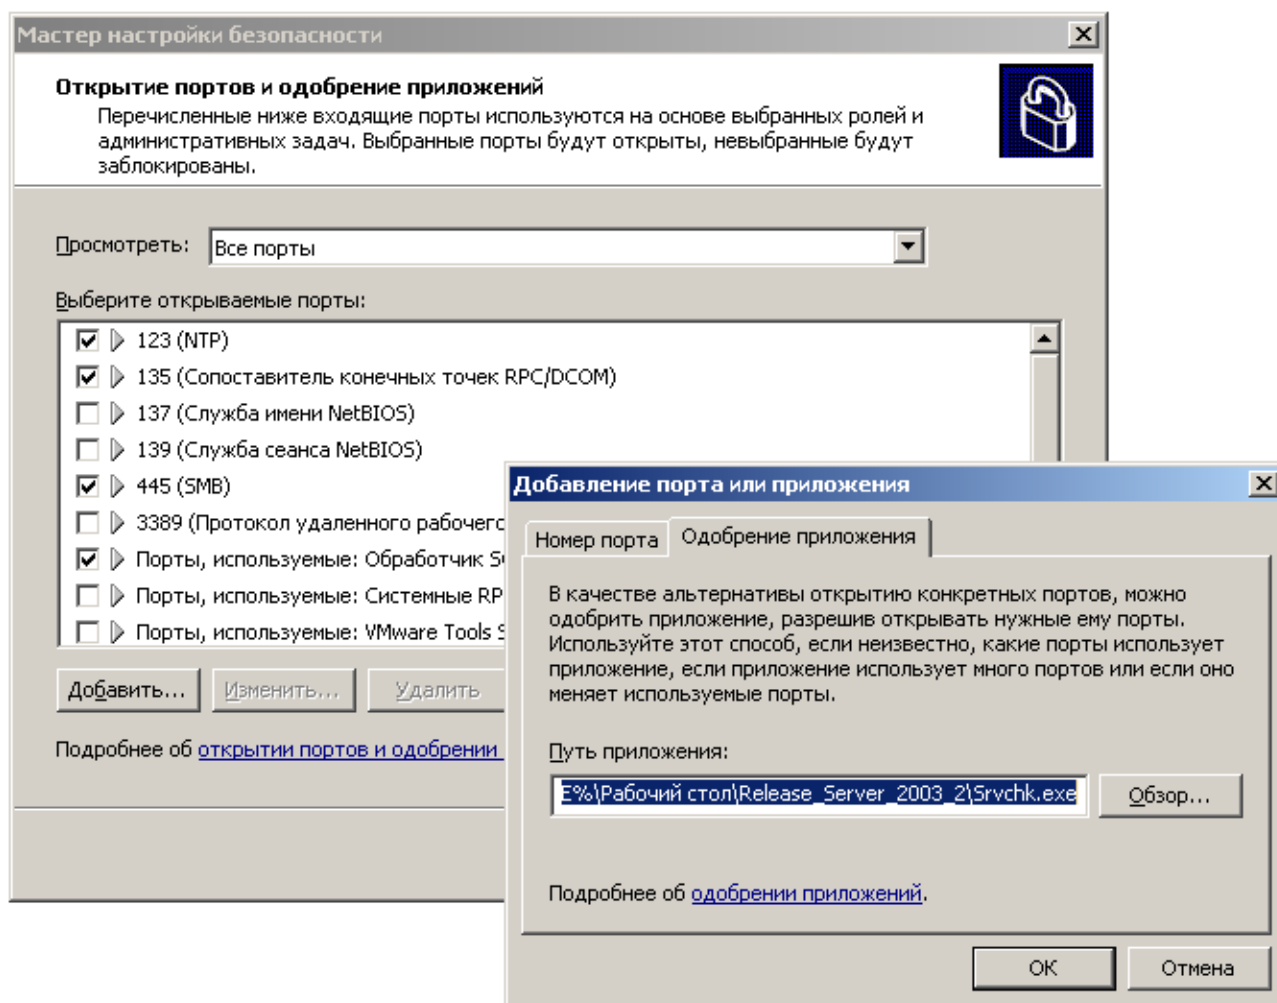 Мастер настройки безопасности
Открытие портов и одобрение приложений
Перечисленные ниже входящие порты используются на основе выбранных ролей и
административных задач. Выбранные порты будут открыты, невыбранные будут
заблокированы.
Просмотреть:
Все порты
Выберите открываемые порты:
123 (NTP)
135 (Сопоставитель конечных точек RPC/DCOM)
137 (Служба имени NetBIOS)
139 (Служба сеанса NetBIOS)
445 (SMB)
3389 (Протокол удаленного рабочего
Порты, используемые: Обработчик
Порты, используемые: Системные RP
Порты, используемые: VMware Tools S
Добавить...
Изменить...
Удалить
Подробнее об открытии портов и одобрении
Добавление порта или приложения
Номер порта
Одобрение приложения
В качестве альтернативы открытию конкретных портов, можно
одобрить приложение, разрешив открывать нужные ему порты.
Используйте этот способ, если неизвестно, какие порты использует
приложение, если приложение использует много портов или если оно
меняет используемые порты.
Путь приложения:
E%\Рабочий стол\Release_Server_2003_2\Srvchk.exe
Обзор...
Подробнее об одобрении приложений.
OK
Отмена